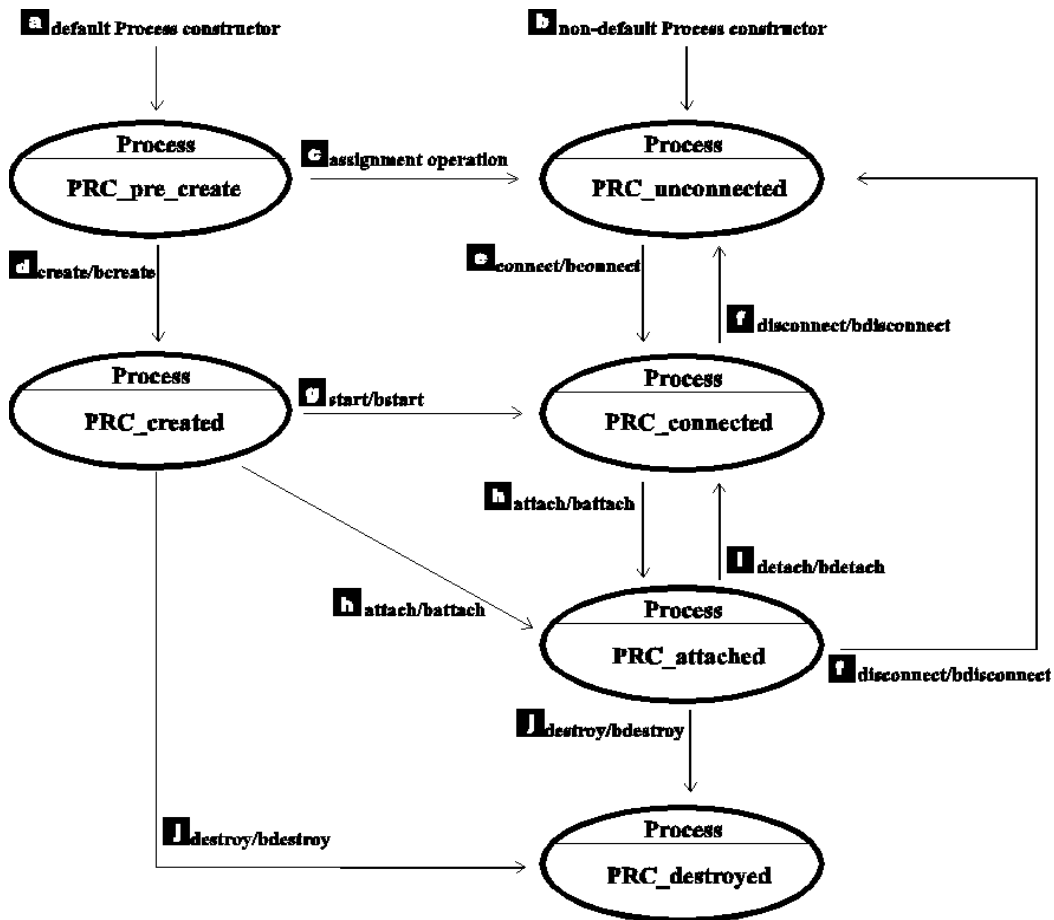 a default Process constructor
b non-default Process constructor
Process
PRC_pre_create
c assignment operation
Process
PRC_unconnected
d create/bcreate
e connect/bconnect
f disconnect/bdisconnect
Process
PRC_created
g start/bstart
Process
PRC_connected
h attach/battach
I detach/bdetach
h attach/battach
Process
PRC_attached
f disconnect/bdisconnect
J destroy/bdestroy
J destroy/bdestroy
Process
PRC_destroyed